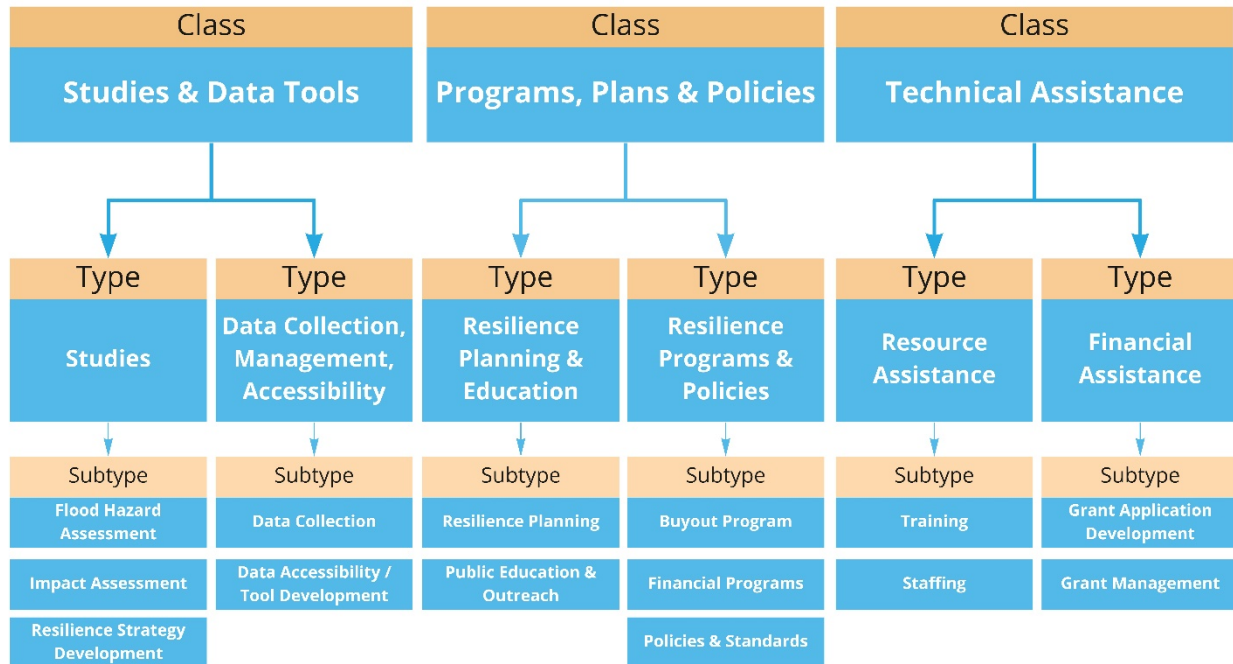 Class
Class
Class
Studies & Data Tools
Programs, Plans & Policies
Technical Assistance
Type
Type
Type
Type
Type
Type
Studies
Data Collection,
Management,
Accessibility
Resilience
Planning &
Education
Resilience
Programs &
Policies
Resource
Assistance
Financial
Assistance
Subtype
Subtype
Subtype
Subtype
Subtype
Subtype
Flood Hazard
Assessment
Data Collection
Resilience Planning
Buyout Program
Training
Grant Application
Development
Impact Assessment
Data Accessibility /
Tool Development
Public Education &
Outreach
Financial Programs
Staffing
Grant Management
Resilience Strategy
Development
Policies & Standards